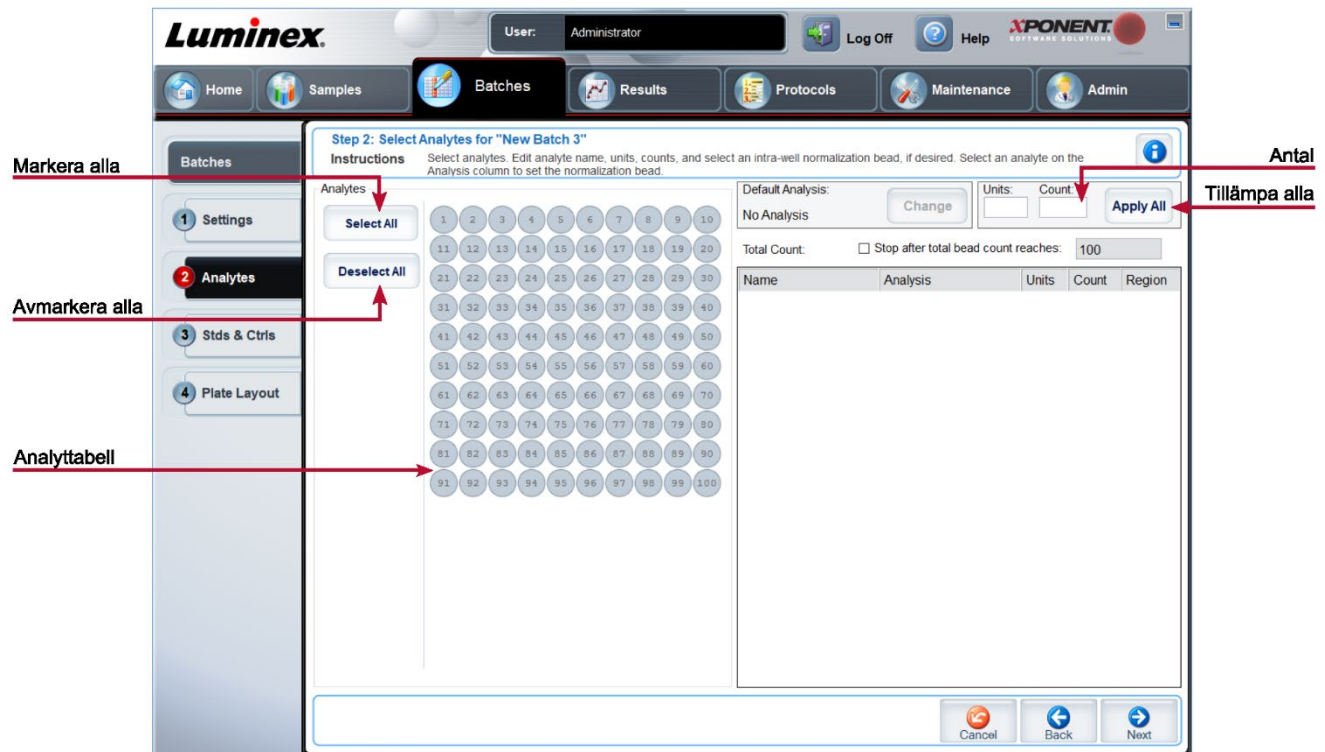 Luminex.
User: Administrator
Log Off
Help
XPONENT.
SOFTWARE SOLUTIONS
Home
Samples
Batches
Results
Protocols
Maintenance
Admin
Markera alla
Avmarkera alla
Analyttabell
Batches
1 Settings
2 Analytes
3 Stds & Ctrls
4 Plate Layout
Step 2: Select Analytes for "New Batch 3"
Instructions Select analytes. Edit analyte name, units, counts, and select an intra-well normalization bead, if desired. Select an analyte on the
Analysis column to set the normalization bead.
Analytes
Select All
Deselect All
1 2 3 4 5 6 7 8 9 10
11 12 13 14 15 16 17 18 19 20
21 22 23 24 25 26 27 28 29 30
31 32 33 34 35 36 37 38 39 40
41 42 43 44 45 46 47 48 49 50
51 52 53 54 55 56 57 58 59 60
61 62 63 64 65 66 67 68 69 70
71 72 73 74 75 76 77 78 79 80
81 82 83 84 85 86 87 88 89 90
91 92 93 94 95 96 97 98 99 100
Default Analysis:
No Analysis
Change
Units: Count:
Apply All
Total Count: Stop after total bead count reaches: 100
Name Analysis Units Count Region
Antal
Tillämpa alla
Cancel
Back
Next